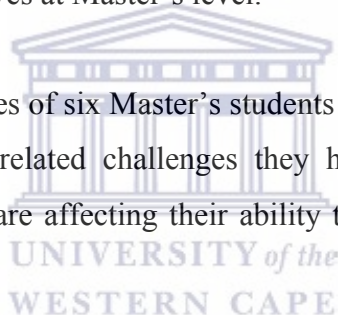 ves at Master's level.
es of six Master's students
related challenges they h
are affecting their ability t
UNIVERSITY of the
WESTERN CAPE